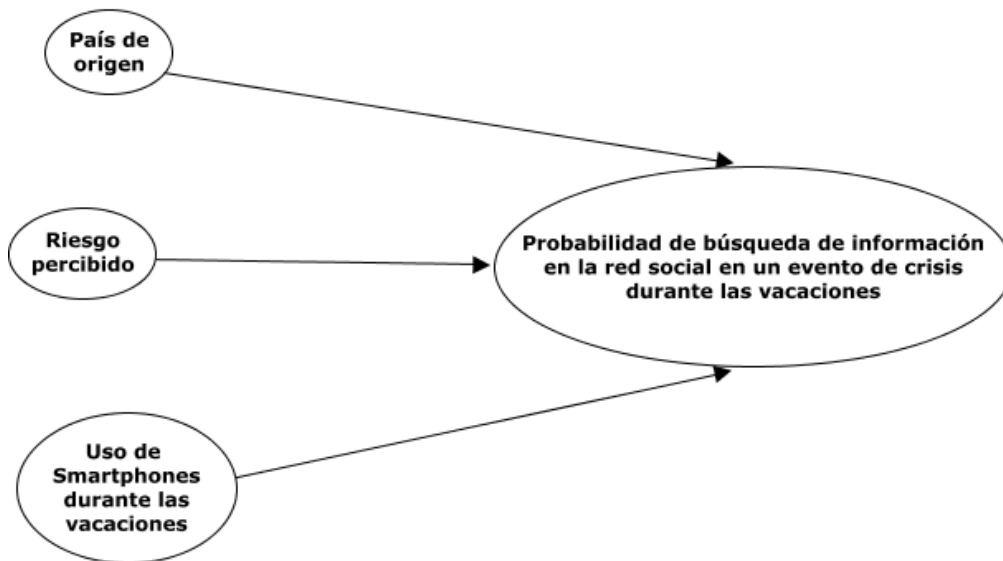 País de
origen
Riesgo
percibido
Probabilidad de búsqueda de información
en la red social en un evento de crisis
durante las vacaciones
Uso de
Smartphones
durante las
vacaciones